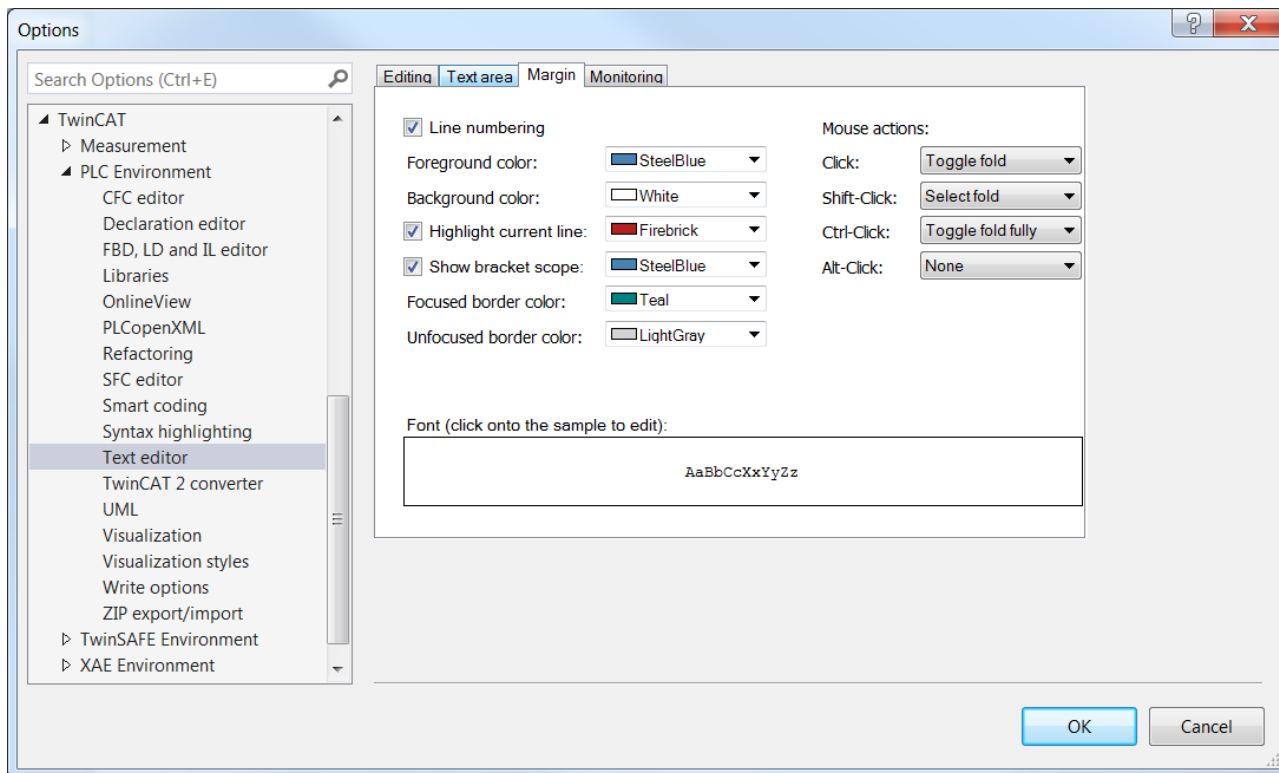 Options
Search Options (Ctrl+E)
TwinCAT
Measurement
PLC Environment
CFC editor
Declaration editor
FBD, LD and IL editor
Libraries
OnlineView
PLCopenXML
Refactoring
SFC editor
Smart coding
Syntax highlighting
Text editor
TwinCAT 2 converter
UML
Visualization
Visualization styles
Write options
ZIP export/import
TwinSAFE Environment
XAE Environment
Editing Text area Margin Monitoring
Line numbering
Foreground color: SteelBlue
Background color: White
Highlight current line: Firebrick
Show bracket scope: SteelBlue
Focused border color: Teal
Unfocused border color: LightGray
Mouse actions:
Click: Toggle fold
Shift-Click: Select fold
Ctrl-Click: Toggle fold fully
Alt-Click: None
Font (click onto the sample to edit):
AaBbCcXxYyZz
OK Cancel